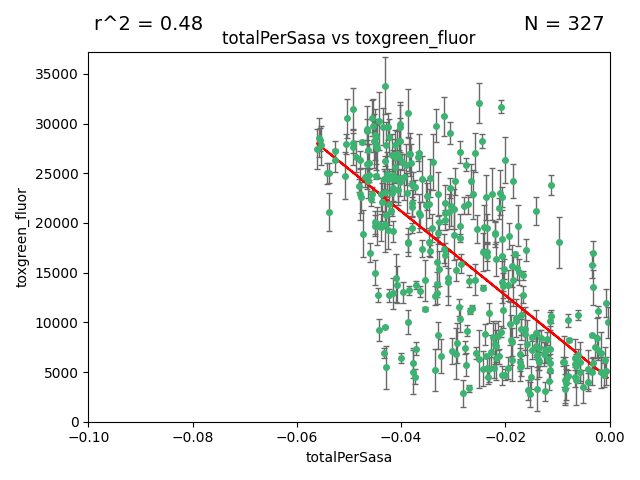 r^2 = 0.48 N = 327
totalPerSasa vs toxgreen_fluor
35000
30000
25000
20000
15000
10000
5000
0
toxgreen_fluor
−0.10 −0.08 −0.06 −0.04 −0.02 0.00
totalPerSasa